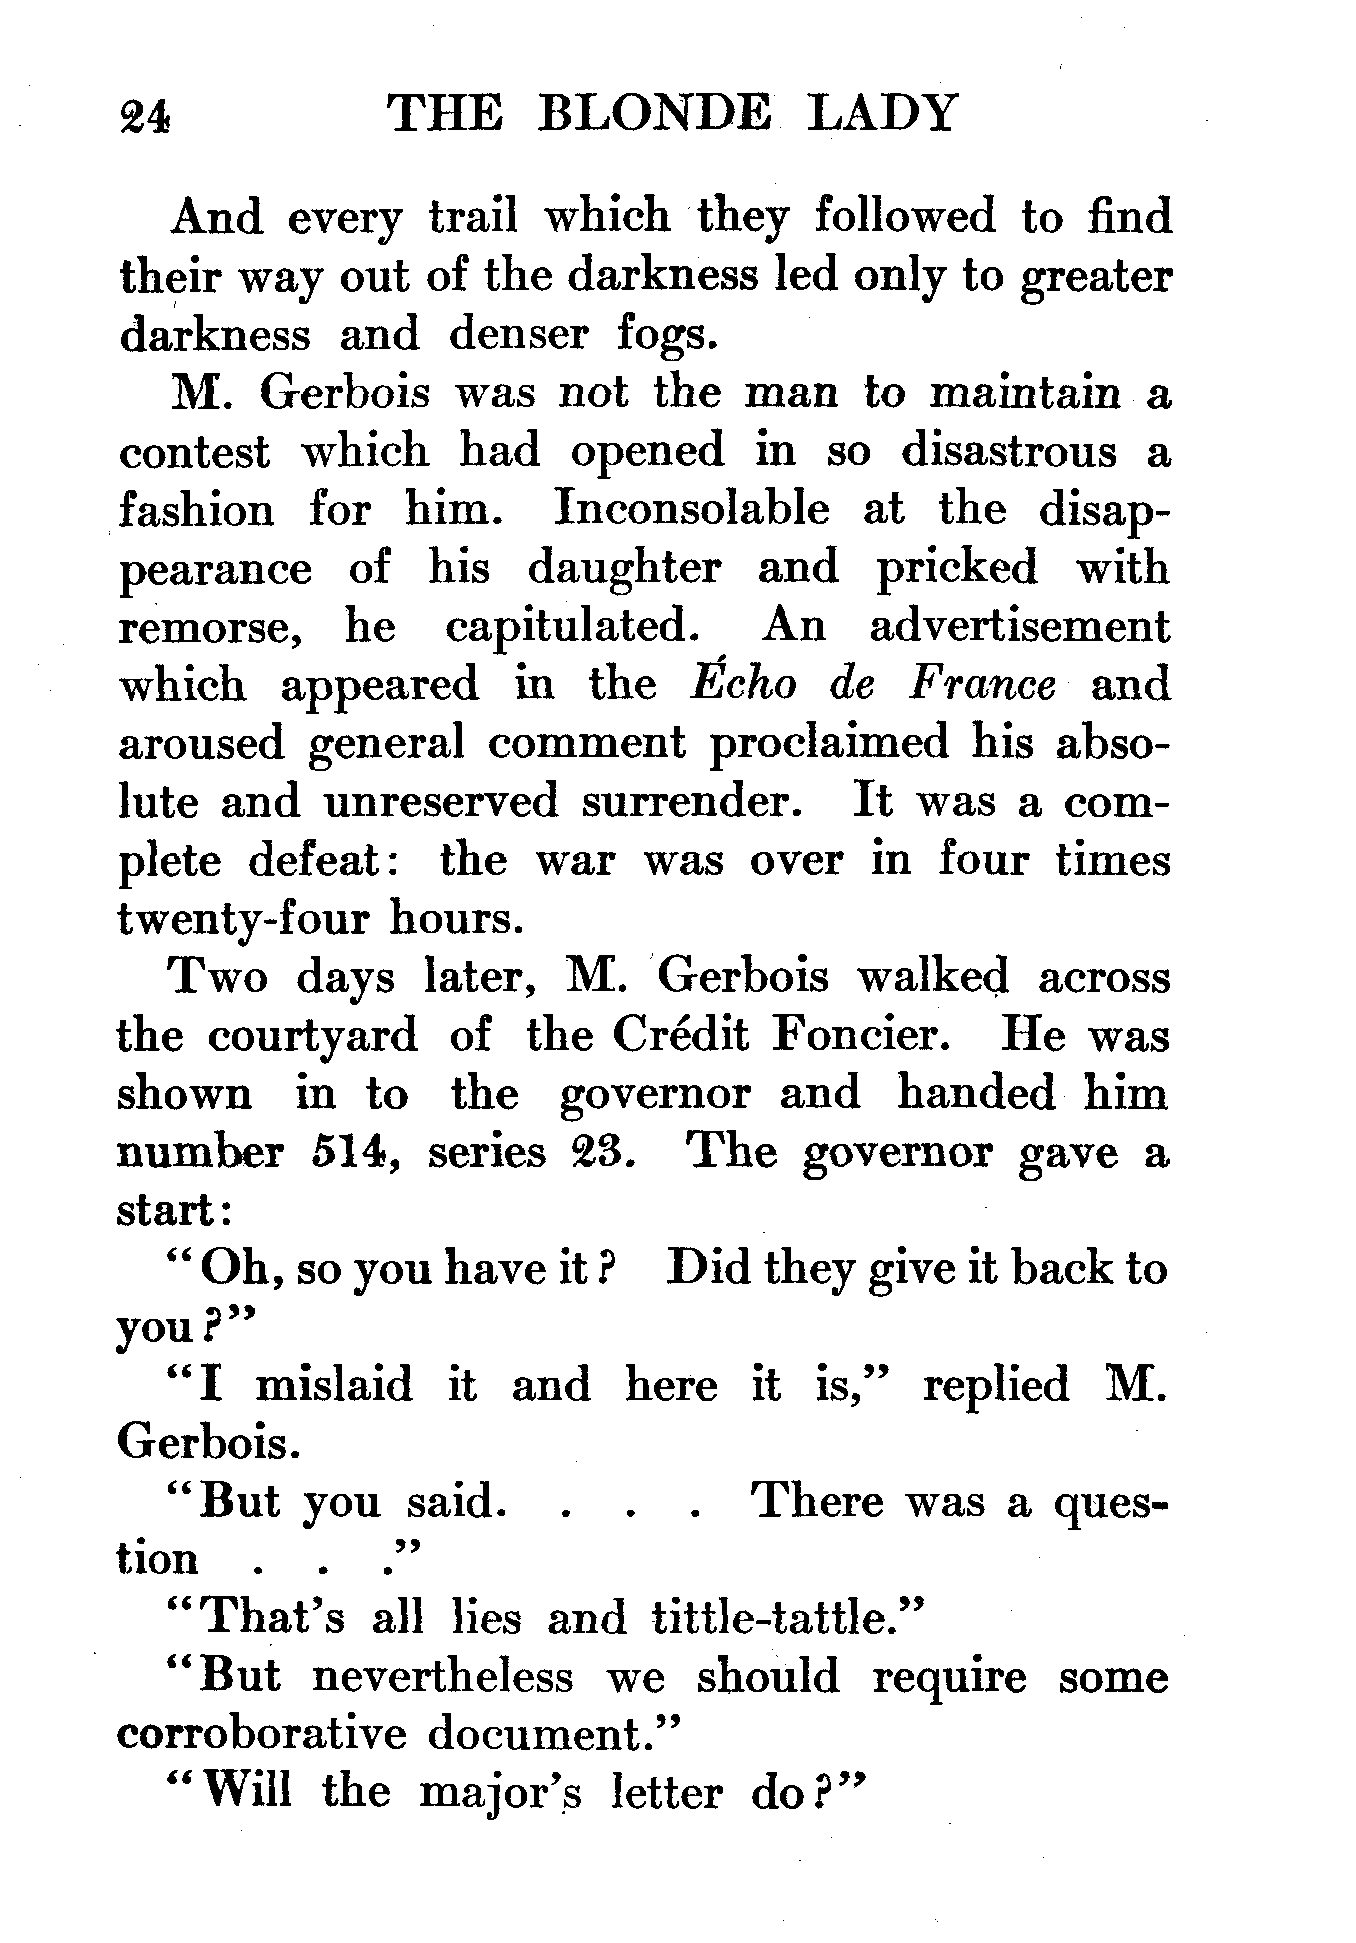 24 THE BLONDE LADY
And every trail which they followed to find
their way out of the darkness led only to greater
darkness and denser fogs.
M. Gerbois was not the man to maintain a
contest which had opened in so disastrous a
fashion for him. Inconsolable at the disap-
pearance of his daughter and pricked with
remorse, he capitulated. An advertisement
which appeared in the Écho de France and
aroused general comment proclaimed his abso-
lute and unreserved surrender. It was a com-
plete defeat: the war was over in four times
twenty-four hours.
Two days later, M. Gerbois walked across
the courtyard of the Crédit Foncier. He was
shown in to the governor and handed him
number 514, series 23. The governor gave a
start:
“Oh, so you have it? Did they give it back to
you?”
“I mislaid it and here it is,” replied M.
Gerbois.
“But you said. . . . There was a ques-
tion . . .”
“That’s all lies and tittle-tattle.”
“But nevertheless we should require some
corroborative document.”
“Will the major’s letter do?”